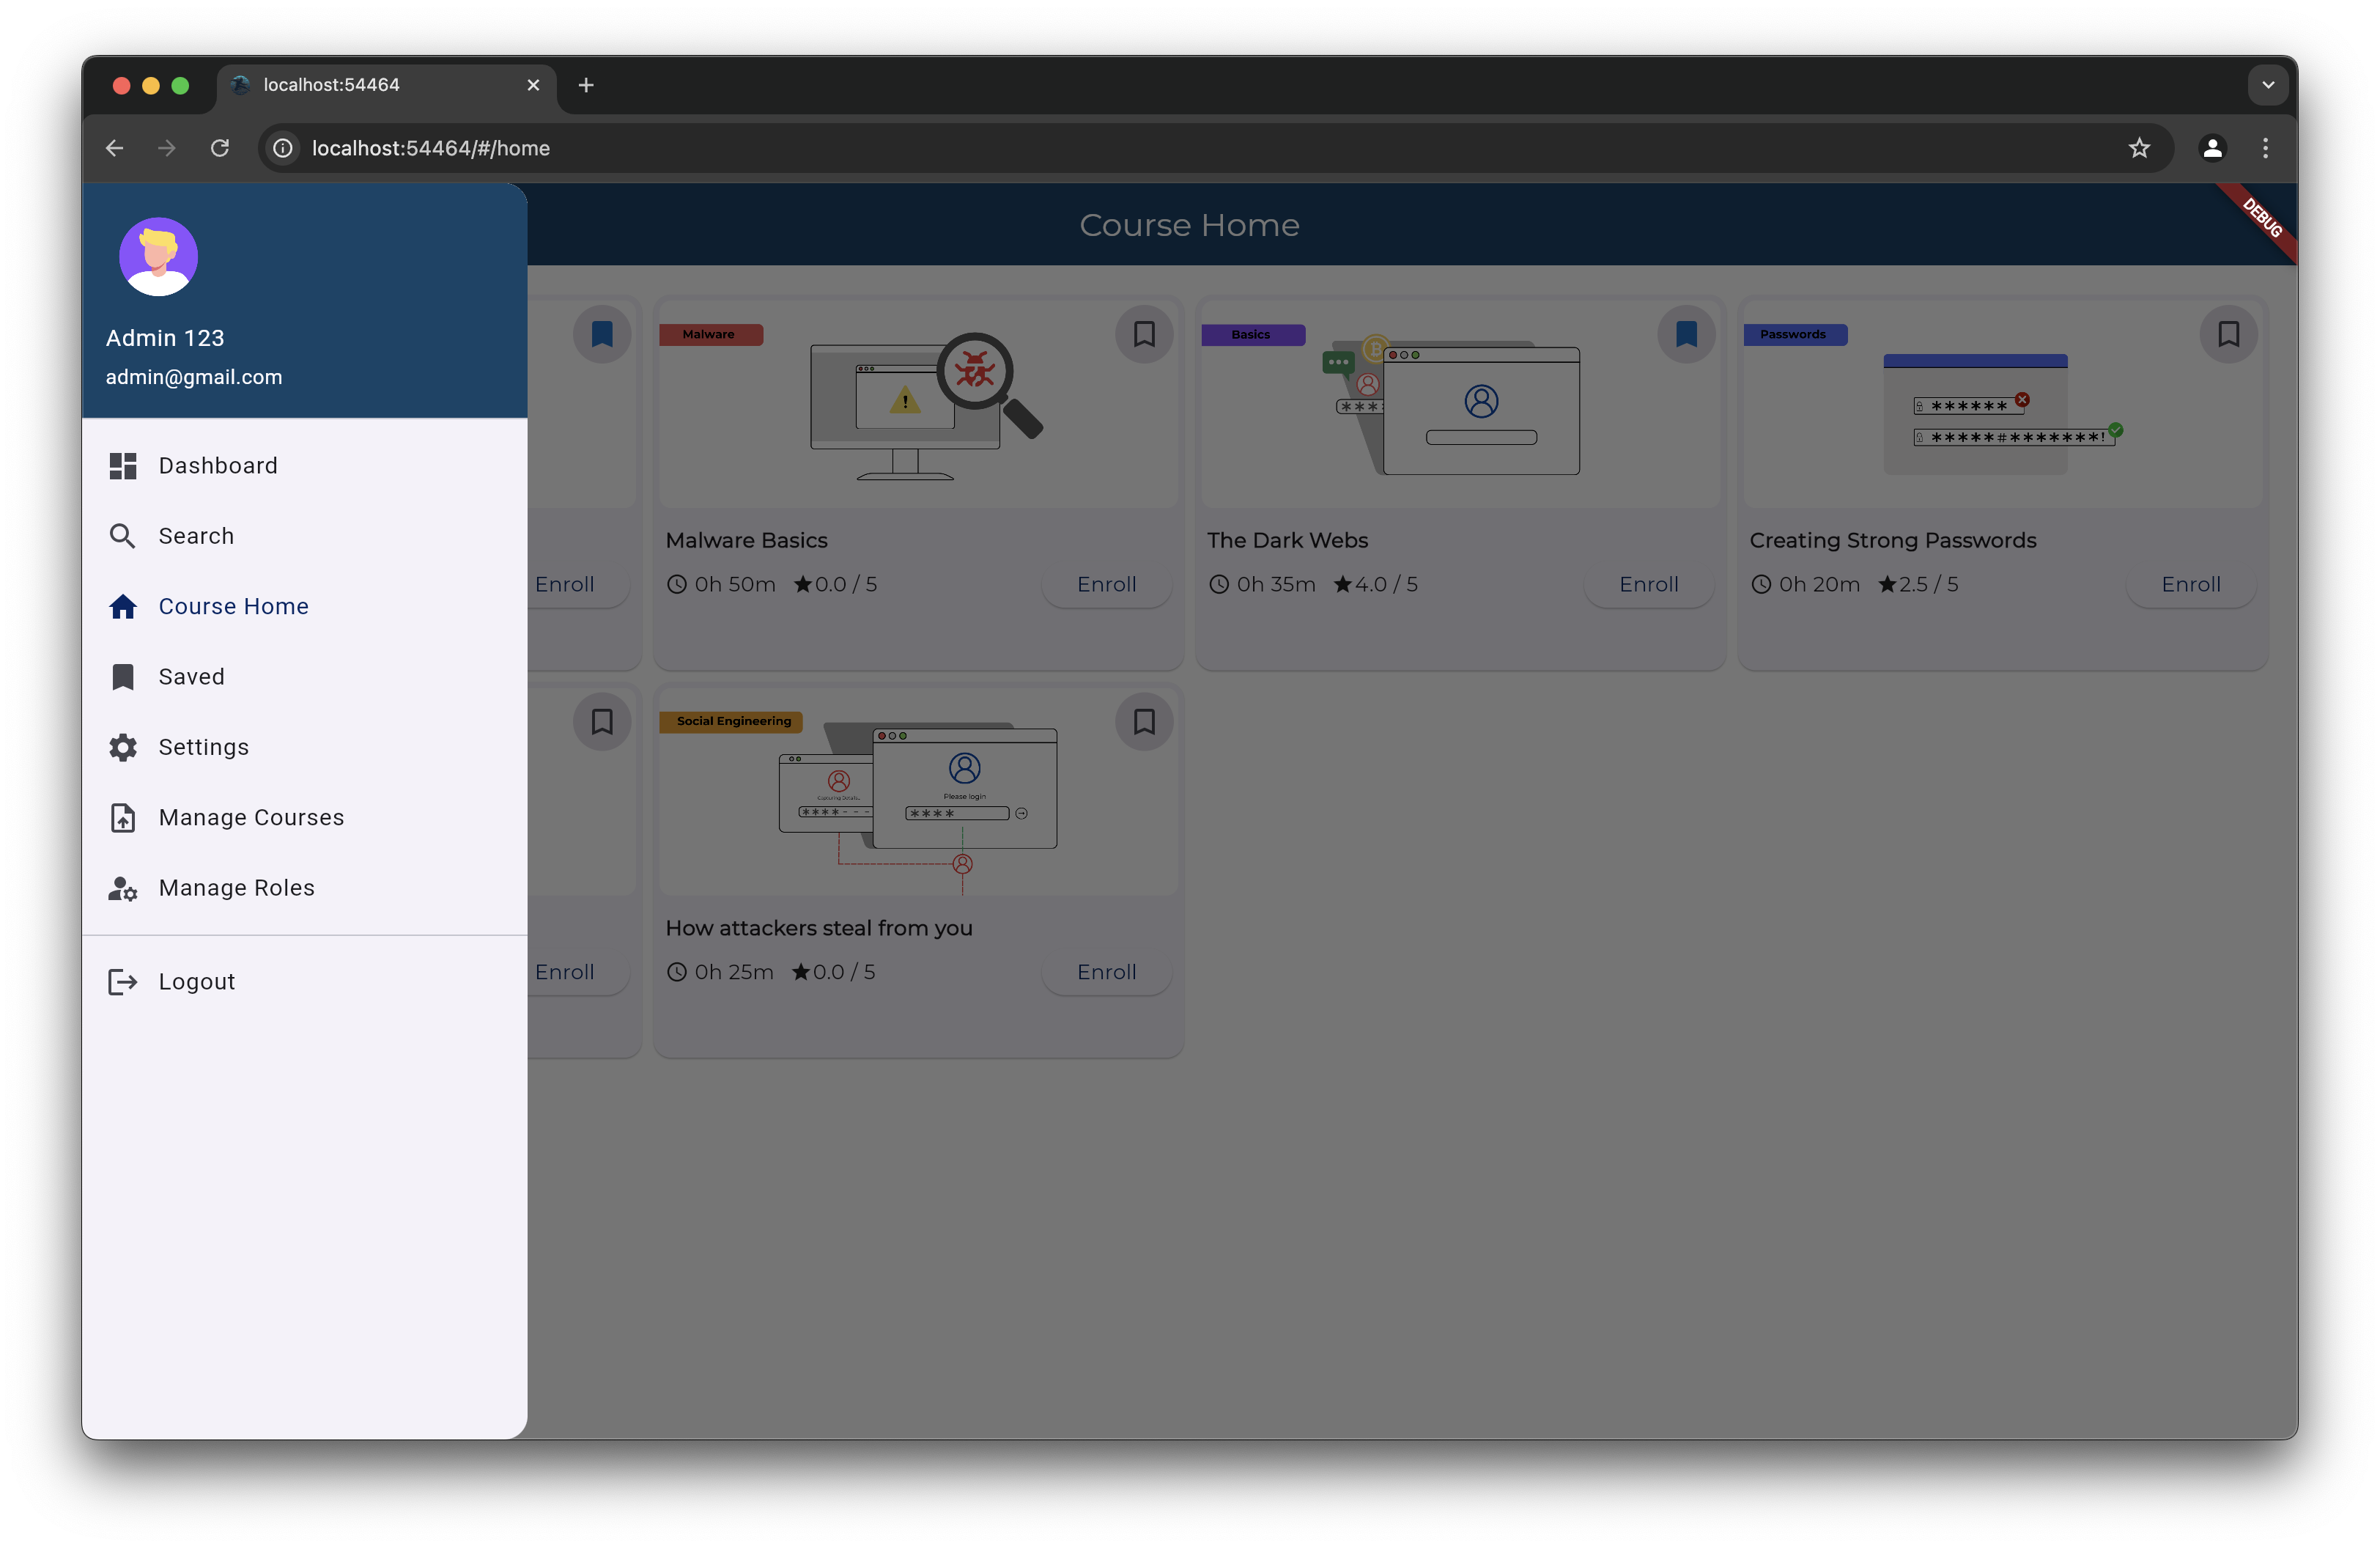 localhost:54464
localhost:54464/#/home
Course Home
DEBUG
Admin 123
admin@gmail.com
Dashboard
Search
Course Home
Saved
Settings
Manage Courses
Manage Roles
Logout
Enroll
Malware
Malware Basics
0h 50m 0.0 / 5 Enroll
Basics
The Dark Webs
0h 35m 4.0 / 5 Enroll
Passwords
******
*****#*******!
Creating Strong Passwords
0h 20m 2.5 / 5 Enroll
Enroll
Social Engineering
Please login
****
How attackers steal from you
0h 25m 0.0 / 5 Enroll